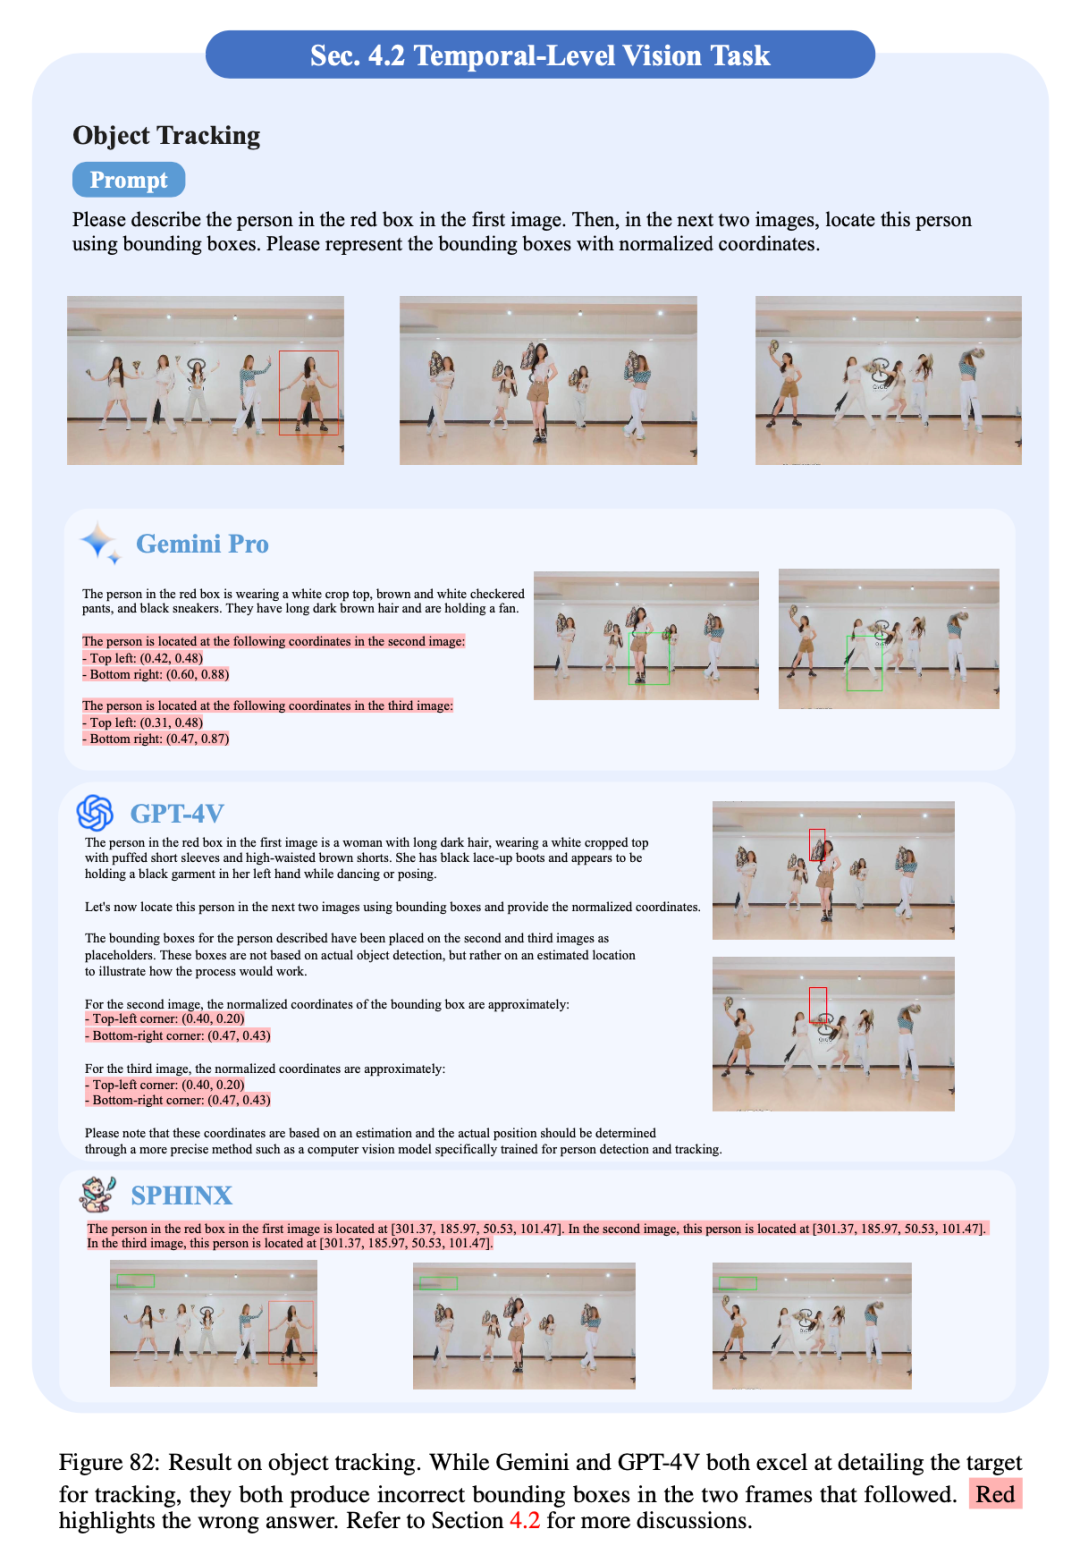 Sec. 4.2 Temporal-Level Vision Task
Object Tracking
Prompt
Please describe the person in the red box in the first image. Then, in the next two images, locate this person
using bounding boxes. Please represent the bounding boxes with normalized coordinates.
Gemini Pro
The person in the red box is wearing a white crop top, brown and white checkered
pants, and black sneakers. They have long dark brown hair and are holding a fan.
The person is located at the following coordinates in the second image:
- Top left: (0.42, 0.48)
- Bottom right: (0.60, 0.88)
The person is located at the following coordinates in the third image:
- Top left: (0.31, 0.48)
- Bottom right: (0.47, 0.87)
GPT-4V
The person in the red box in the first image is a woman with long dark hair, wearing a white cropped top
with puffed short sleeves and high-waisted brown shorts. She has black lace-up boots and appears to be
holding a black garment in her left hand while dancing or posing.
Let's now locate this person in the next two images using bounding boxes and provide the normalized coordinates.
The bounding boxes for the person described have been placed on the second and third images as
placeholders. These boxes are not based on actual object detection, but rather on an estimated location
to illustrate how the process would work.
For the second image, the normalized coordinates of the bounding box are approximately:
- Top-left corner: (0.40, 0.20)
- Bottom-right corner: (0.47, 0.43)
For the third image, the normalized coordinates are approximately:
- Top-left corner: (0.40, 0.20)
- Bottom-right corner: (0.47, 0.43)
Please note that these coordinates are based on an estimation and the actual position should be determined
through a more precise method such as a computer vision model specifically trained for person detection and tracking.
SPHINX
The person in the red box in the first image is located at [301.37, 185.97, 50.53, 101.47]. In the second image, this person is located at [301.37, 185.97, 50.53, 101.47].
In the third image, this person is located at [301.37, 185.97, 50.53, 101.47].
Figure 82: Result on object tracking. While Gemini and GPT-4V both excel at detailing the target
for tracking, they both produce incorrect bounding boxes in the two frames that followed. Red
highlights the wrong answer. Refer to Section 4.2 for more discussions.